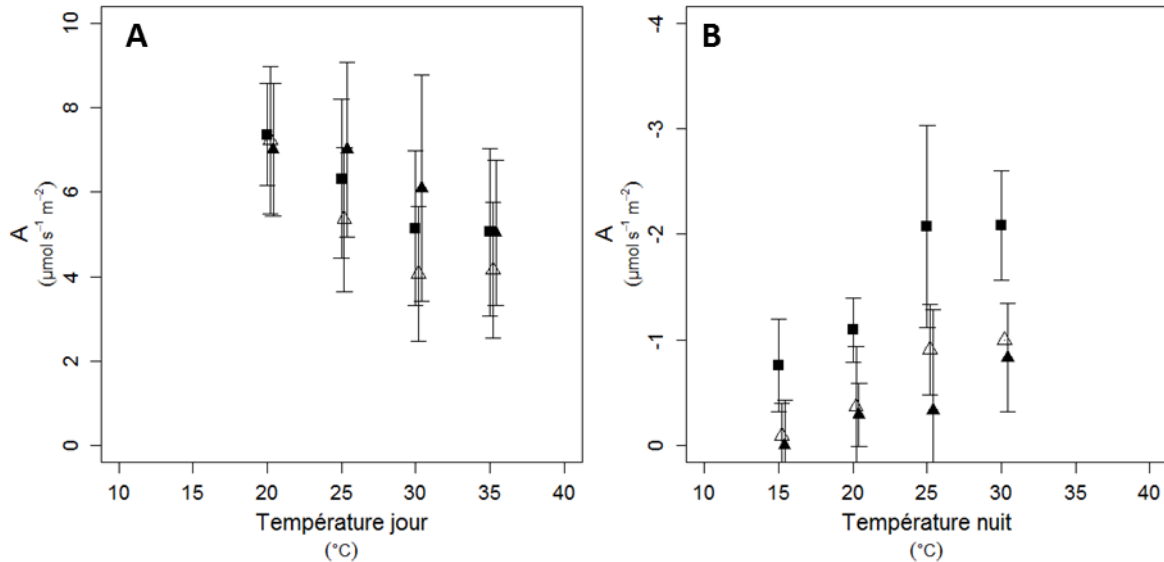 A
10
8
6
4
2
0
A
(µmol s⁻¹ m⁻²)
10 15 20 25 30 35 40
Température jour
(°C)
B
-4
-3
-2
-1
0
A
(µmol s⁻¹ m⁻²)
10 15 20 25 30 35 40
Température nuit
(°C)